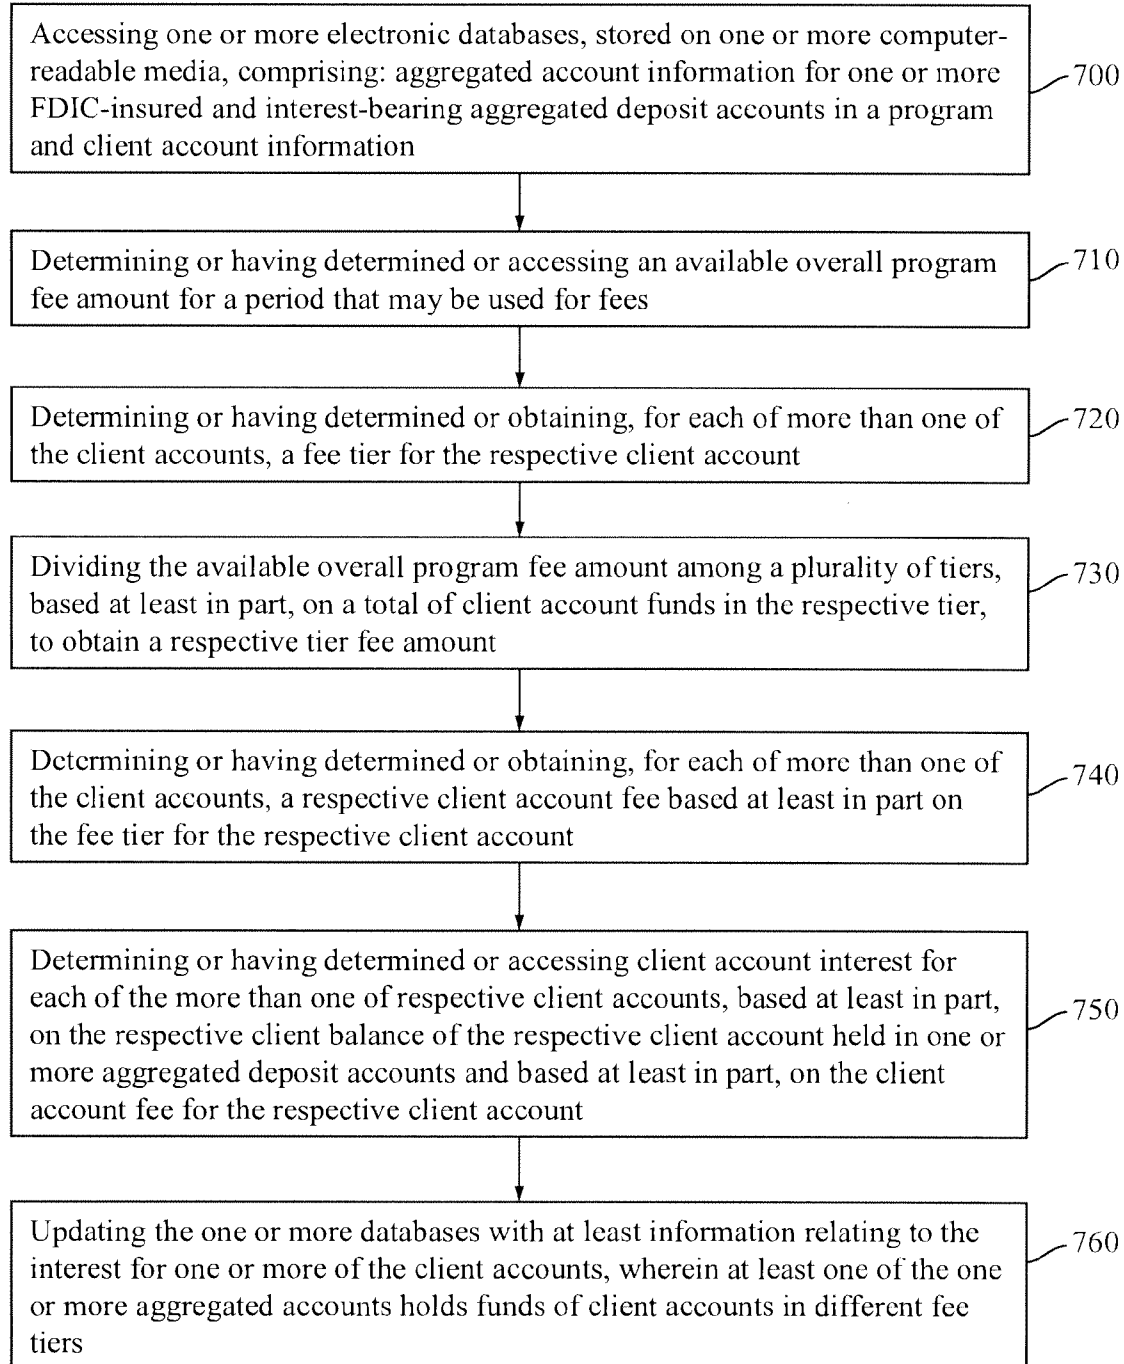 Accessing one or more electronic databases, stored on one or more computer-
readable media, comprising: aggregated account information for one or more
FDIC-insured and interest-bearing aggregated deposit accounts in a program
and client account information
700
Determining or having determined or accessing an available overall program
fee amount for a period that may be used for fees
710
Determining or having determined or obtaining, for each of more than one of
the client accounts, a fee tier for the respective client account
720
Dividing the available overall program fee amount among a plurality of tiers,
based at least in part, on a total of client account funds in the respective tier,
to obtain a respective tier fee amount
730
Determining or having determined or obtaining, for each of more than one of
the client accounts, a respective client account fee based at least in part on
the fee tier for the respective client account
740
Determining or having determined or accessing client account interest for
each of the more than one of respective client accounts, based at least in part,
on the respective client balance of the respective client account held in one or
more aggregated deposit accounts and based at least in part, on the client
account fee for the respective client account
750
Updating the one or more databases with at least information relating to the
interest for one or more of the client accounts, wherein at least one of the one
or more aggregated accounts holds funds of client accounts in different fee
tiers
760